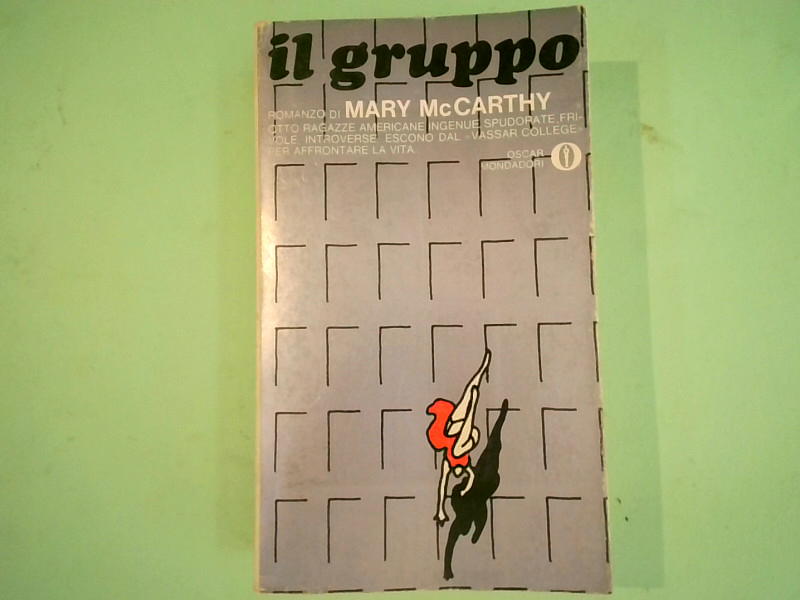 il gruppo
ROMANZO DI MARY McCARTHY
OTTO RAGAZZE AMERICANE INGENUE, SPUDORATE, FRI-
VOLE, INTROVERSE, ESCONO DAL «VASSAR COLLEGE»
PER AFFRONTARE LA VITA.
OSCAR
MONDADORI